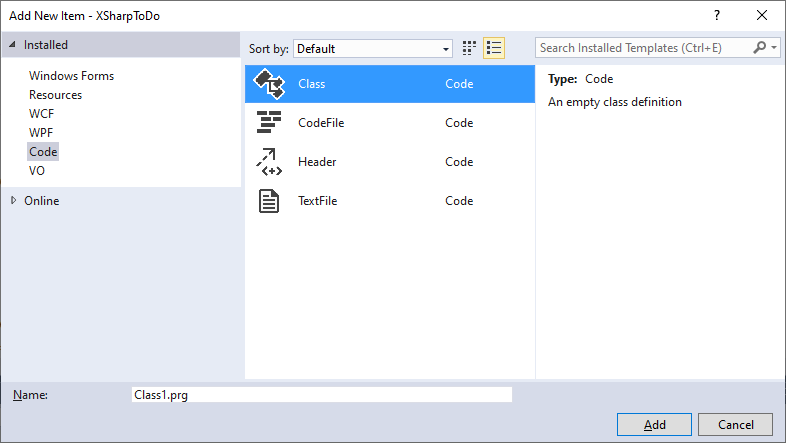 Add New Item - XSharpToDo
Installed
Sort by: Default
Search Installed Templates (Ctrl+E)
Windows Forms
Resources
WCF
WPF
Code
VO
Online
Class Code
CodeFile Code
Header Code
TextFile Code
Type: Code
An empty class definition
Name: Class1.prg
Add Cancel